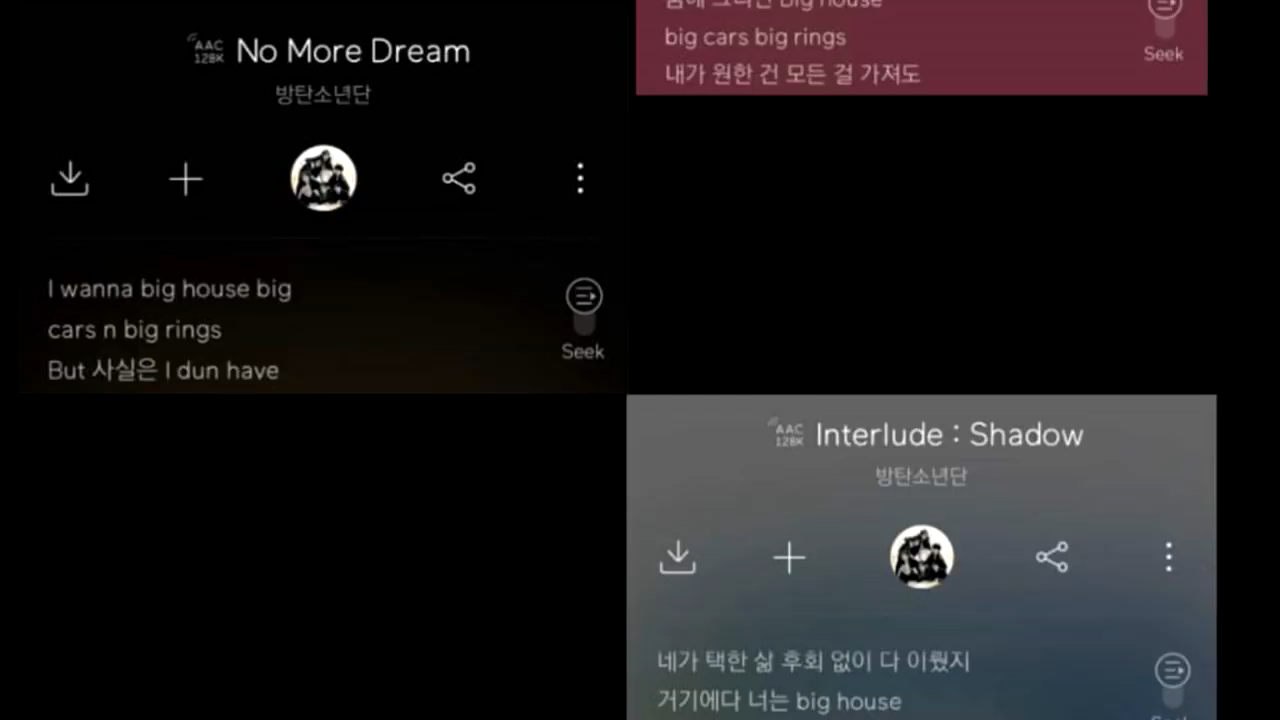 AAC
128K
No More Dream
방탄소년단
I wanna big house big
cars n big rings
But 사실은 I dun have
Seek
Big house
big cars big rings
내가 원한 건 모든 걸 가져도
Seek
AAC
128K
Interlude : Shadow
방탄소년단
네가 택한 삶 후회 없이 다 이뤘지
거기에다 너는 big house